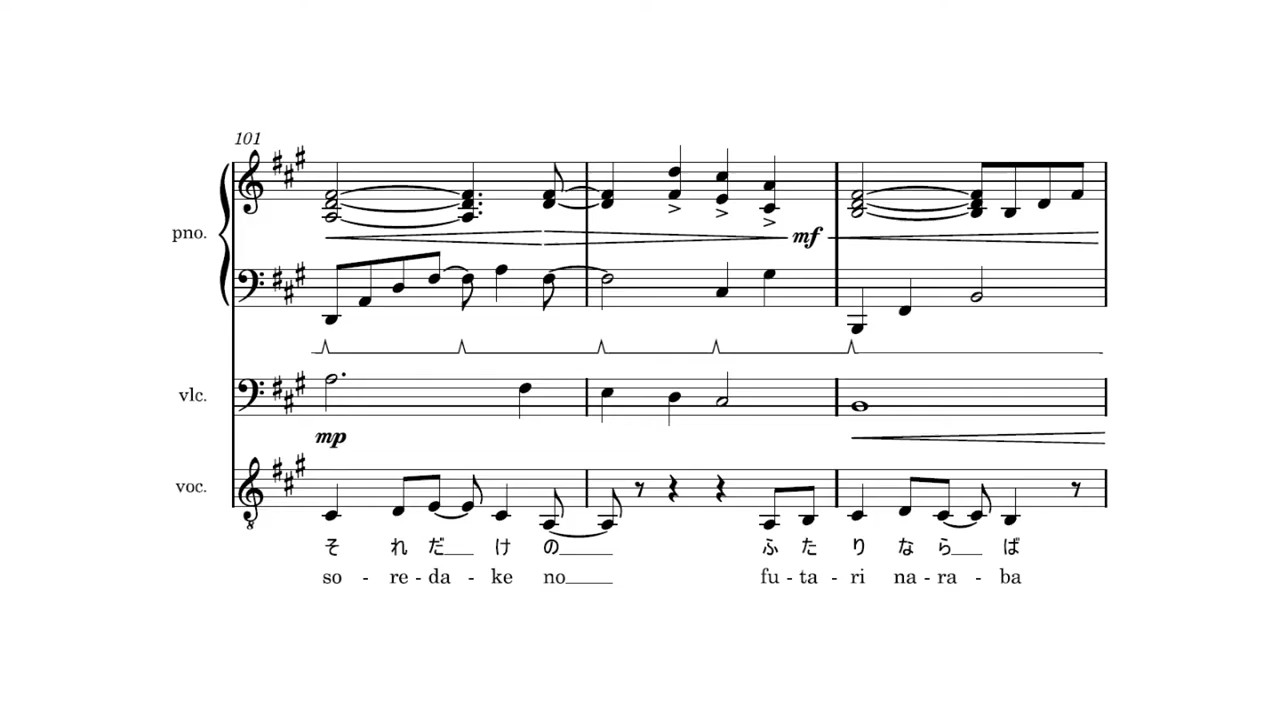 101
pno.
mf
vlc.
mp
voc.
8
そ れ だ け の ふ た り な ら ば
so - re - da - ke no fu - ta - ri na - ra - ba